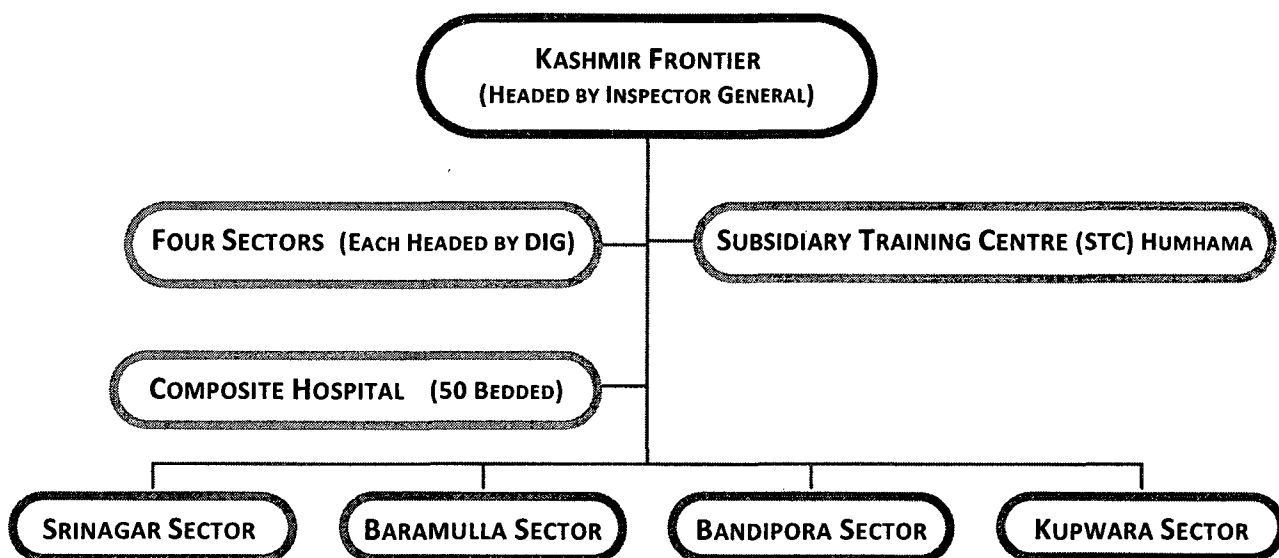 KASHMIR FRONTIER
(HEADED BY INSPECTOR GENERAL)
FOUR SECTORS (EACH HEADED BY DIG)
SUBSIDIARY TRAINING CENTRE (STC) HUMHAMA
COMPOSITE HOSPITAL (50 BEDDED)
SRINAGAR SECTOR
BARAMULLA SECTOR
BANDIPORA SECTOR
KUPWARA SECTOR